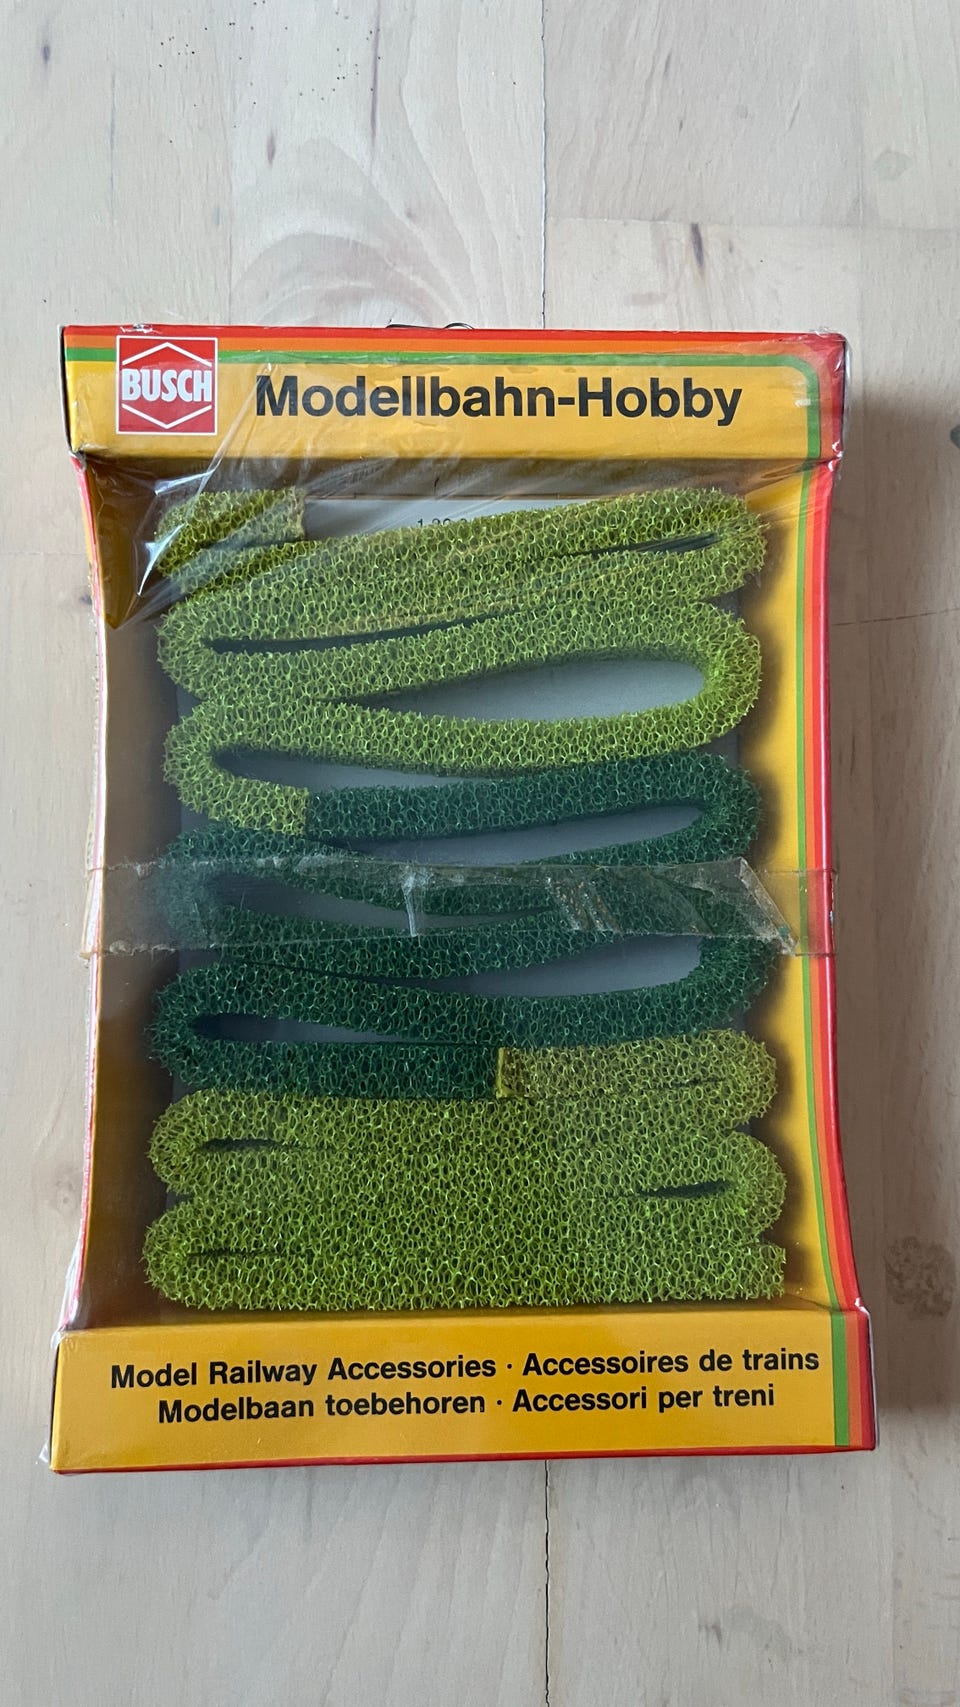 BUSCH
Modellbahn-Hobby
Model Railway Accessories · Accessoires de trains
Modelbaan toebehoren · Accessori per treni